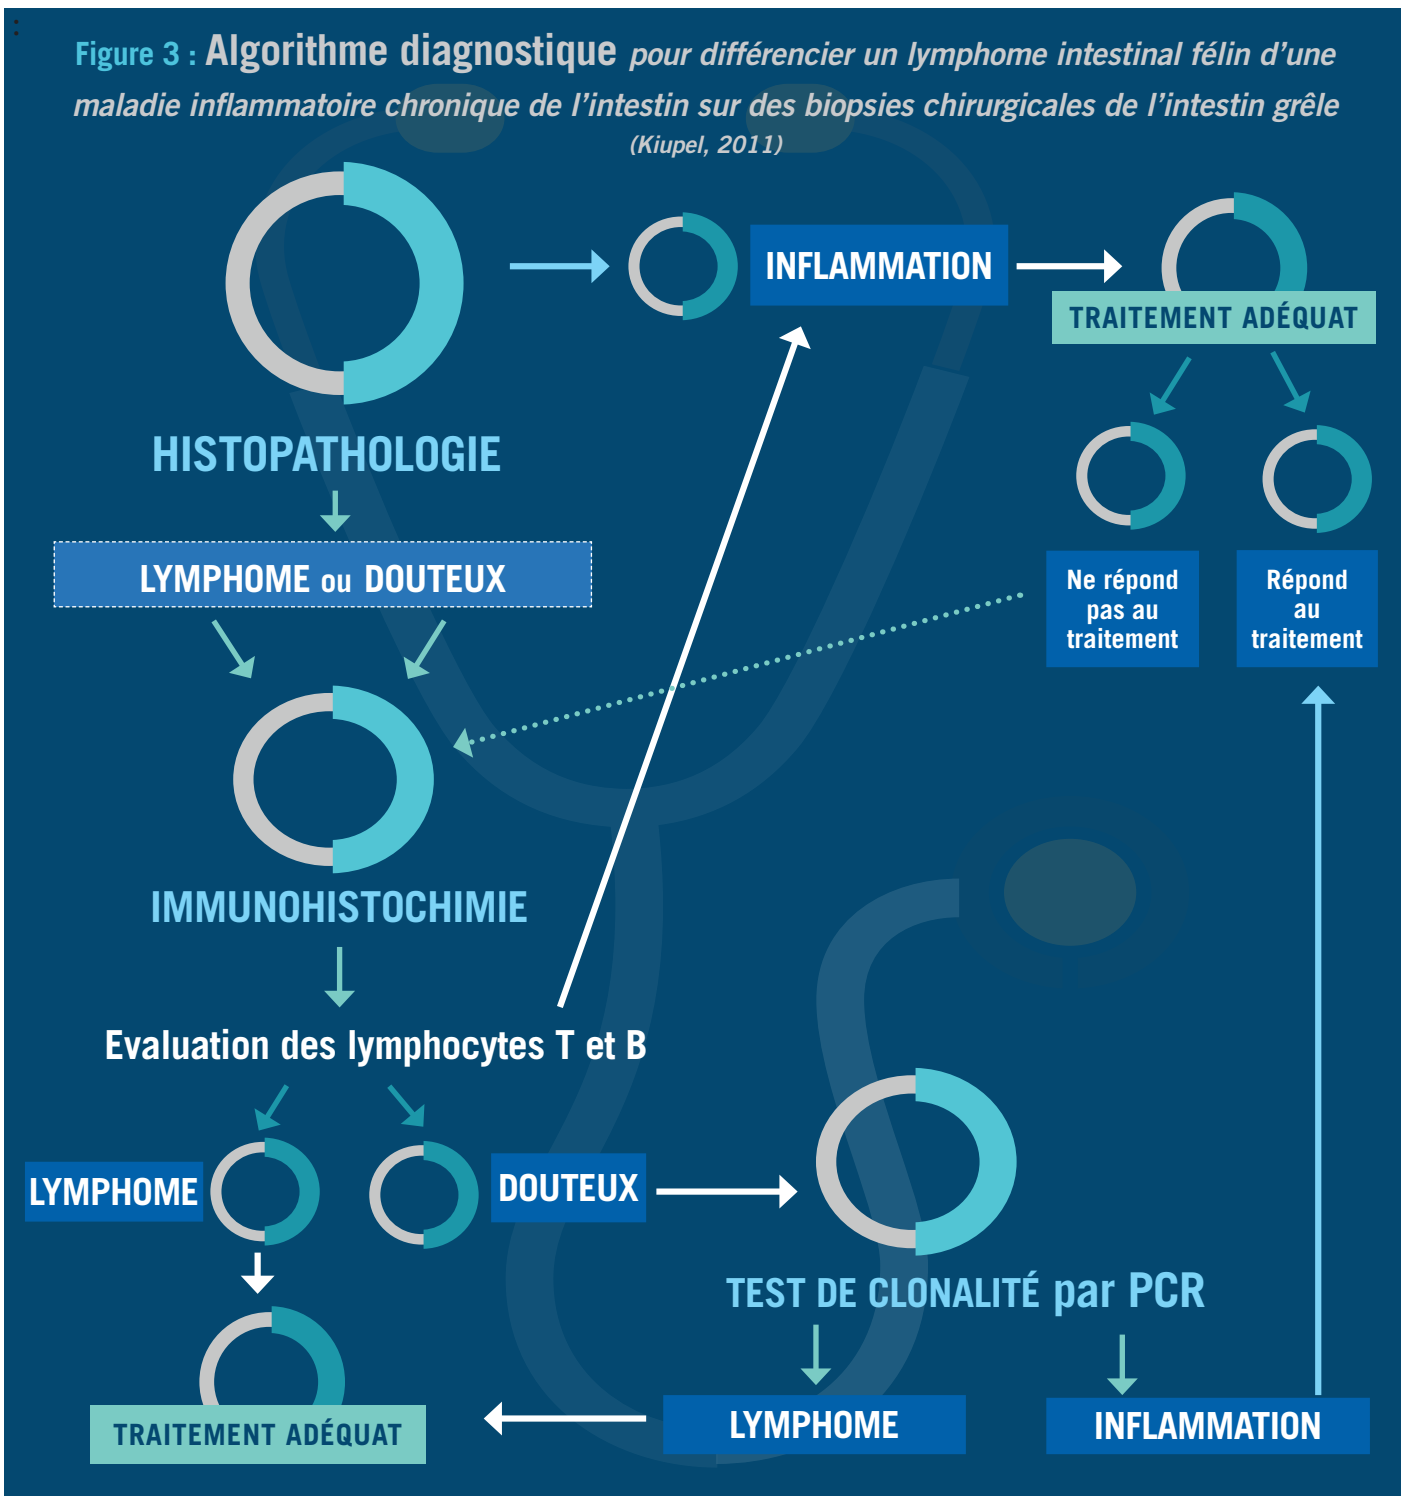 :
Figure 3 : Algorithme diagnostique pour différencier un lymphome intestinal félin d’une
maladie inflammatoire chronique de l’intestin sur des biopsies chirurgicales de l’intestin grêle
(Kiupel, 2011)
INFLAMMATION
TRAITEMENT ADÉQUAT
HISTOPATHOLOGIE
LYMPHOME ou DOUTEUX
Ne répond
pas au
traitement
Répond
au
traitement
IMMUNOHISTOCHIMIE
Evaluation des lymphocytes T et B
LYMPHOME
DOUTEUX
TEST DE CLONALITÉ par PCR
LYMPHOME
INFLAMMATION
TRAITEMENT ADÉQUAT